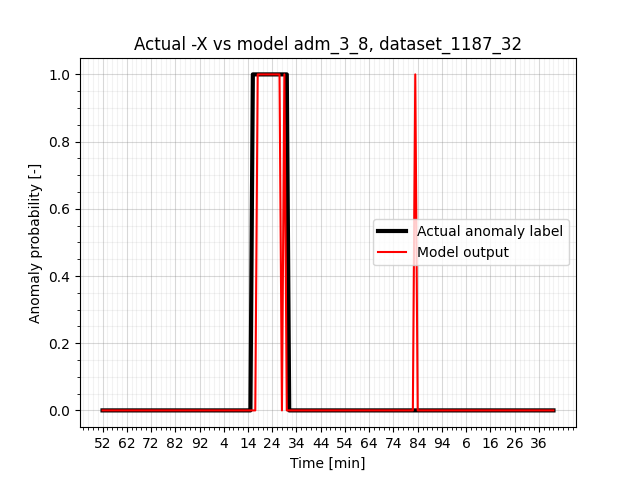 Actual -X vs model adm_3_8, dataset_1187_32
Anomaly probability [-]
1.0
0.8
0.6
0.4
0.2
0.0
Actual anomaly label
Model output
52 62 72 82 92 4 14 24 34 44 54 64 74 84 94 6 16 26 36
Time [min]